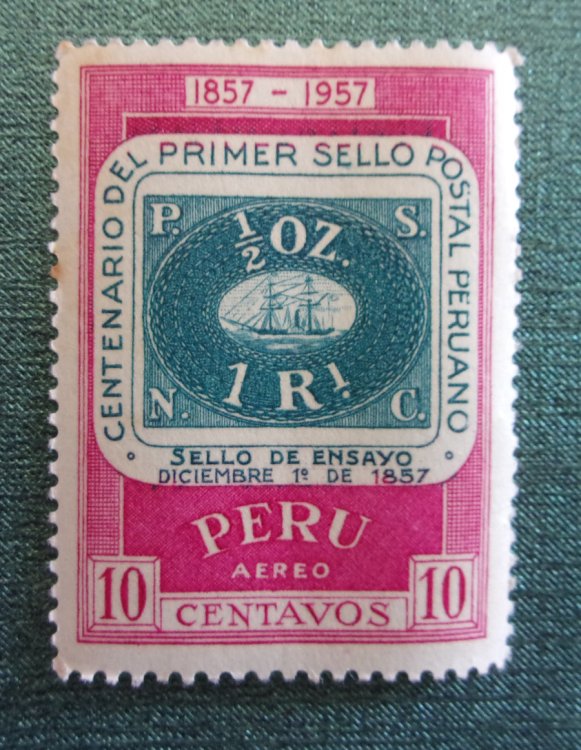 1857 - 1957
CENTENARIO DEL PRIMER SELLO POSTAL PERUANO
P. S.
½ OZ.
1 Rˡ
N. C.
SELLO DE ENSAYO
DICIEMBRE 1º DE 1857
PERU
AEREO
10 CENTAVOS 10